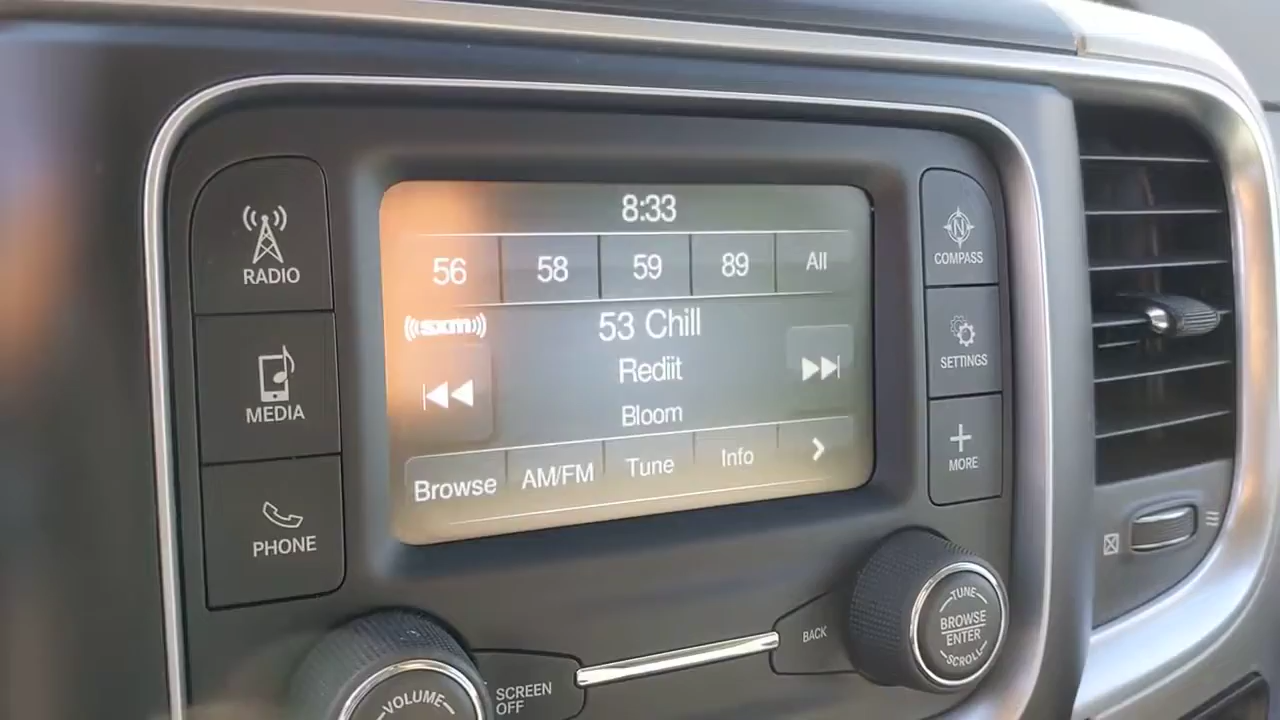 8:33
56 58 59 89 All
((sxm))
53 Chill
Rediit
Bloom
Browse AM/FM Tune Info
RADIO
MEDIA
PHONE
N
COMPASS
SETTINGS
MORE
VOLUME
SCREEN
OFF
BACK
TUNE
BROWSE
ENTER
SCROLL